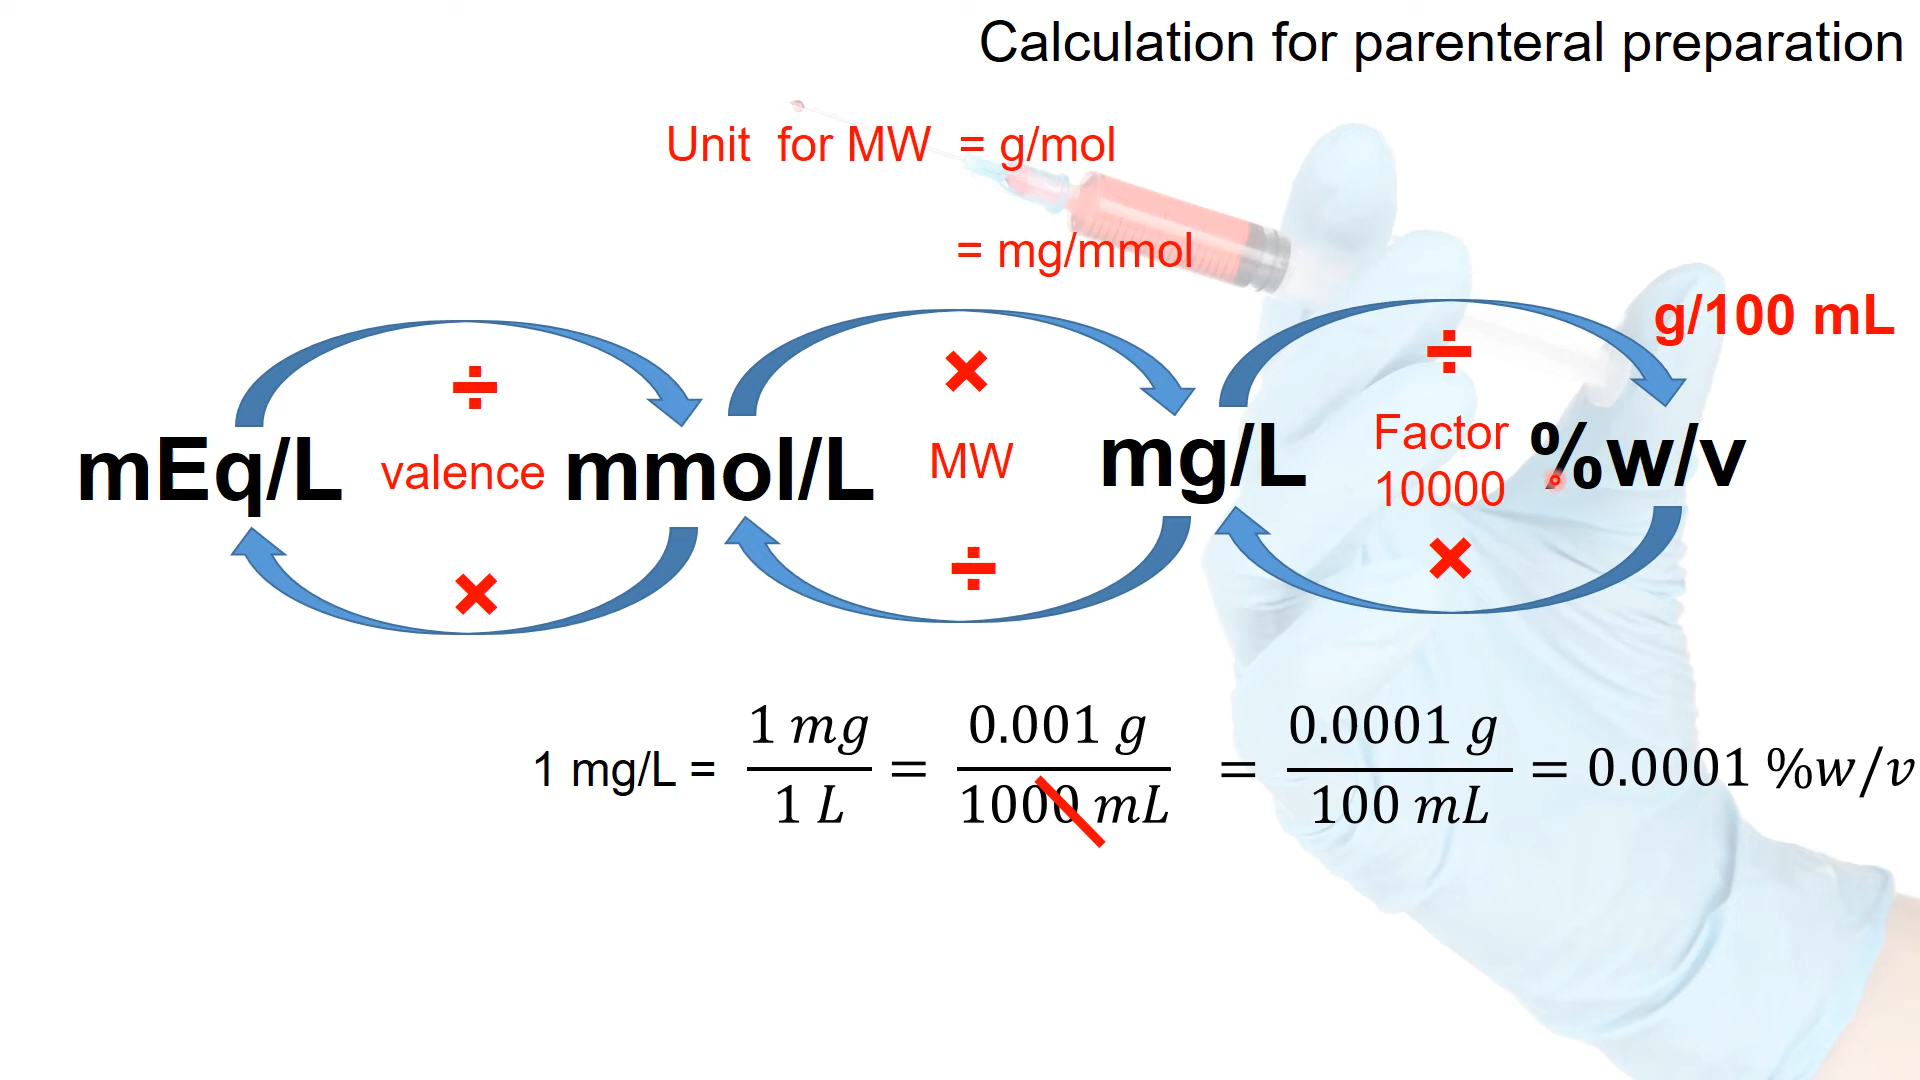 Calculation for parenteral preparation
Unit for MW = g/mol
= mg/mmol
g/100 mL
÷ × ÷
mEq/L valence mmol/L MW mg/L Factor 10000 %w/v
× ÷ ×
1 mg/L = 1 mg / 1 L = 0.001 g / 1000 mL = 0.0001 g / 100 mL = 0.0001 %w/v